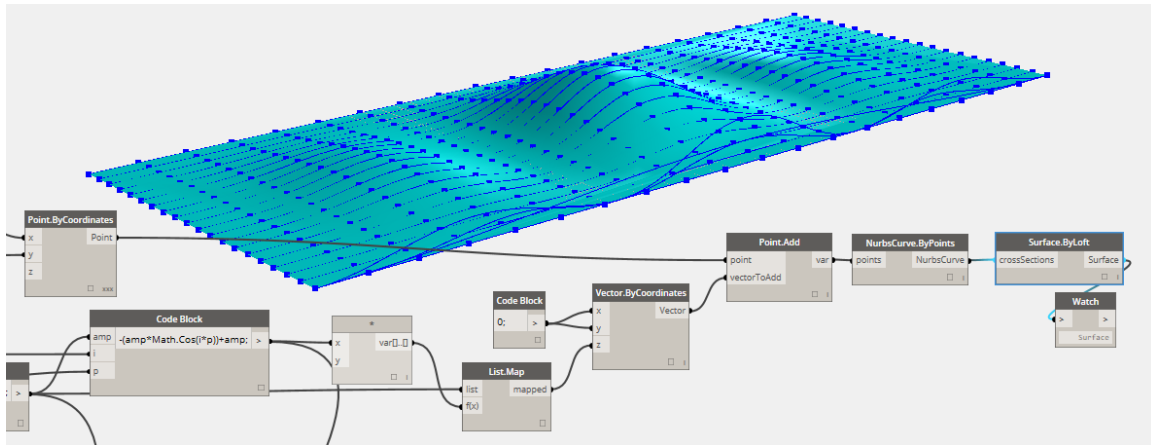 Point.ByCoordinates
x
Point
y
z
xxx
Code Block
amp
-(amp*Math.Cos(i*p))+amp;
>
i
p
>
*
x
var[]..[]
y
List.Map
list
mapped
f(x)
Code Block
0;
>
Vector.ByCoordinates
x
Vector
y
z
Point.Add
point
var
vectorToAdd
NurbsCurve.ByPoints
points
NurbsCurve
Surface.ByLoft
crossSections
Surface
Watch
>
>
Surface